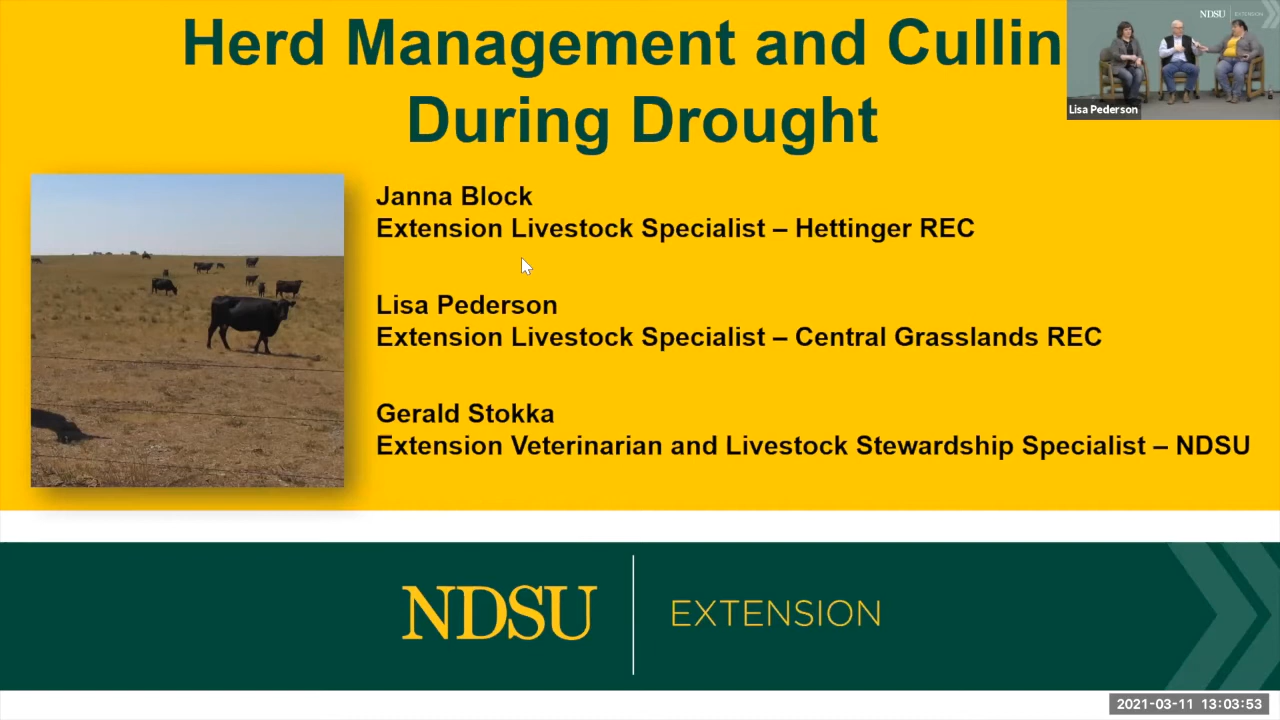 Herd Management and Cullin
During Drought
NDSU EXTENSION
Lisa Pederson
Janna Block
Extension Livestock Specialist – Hettinger REC
Lisa Pederson
Extension Livestock Specialist – Central Grasslands REC
Gerald Stokka
Extension Veterinarian and Livestock Stewardship Specialist – NDSU
NDSU EXTENSION
2021-03-11 13:03:53